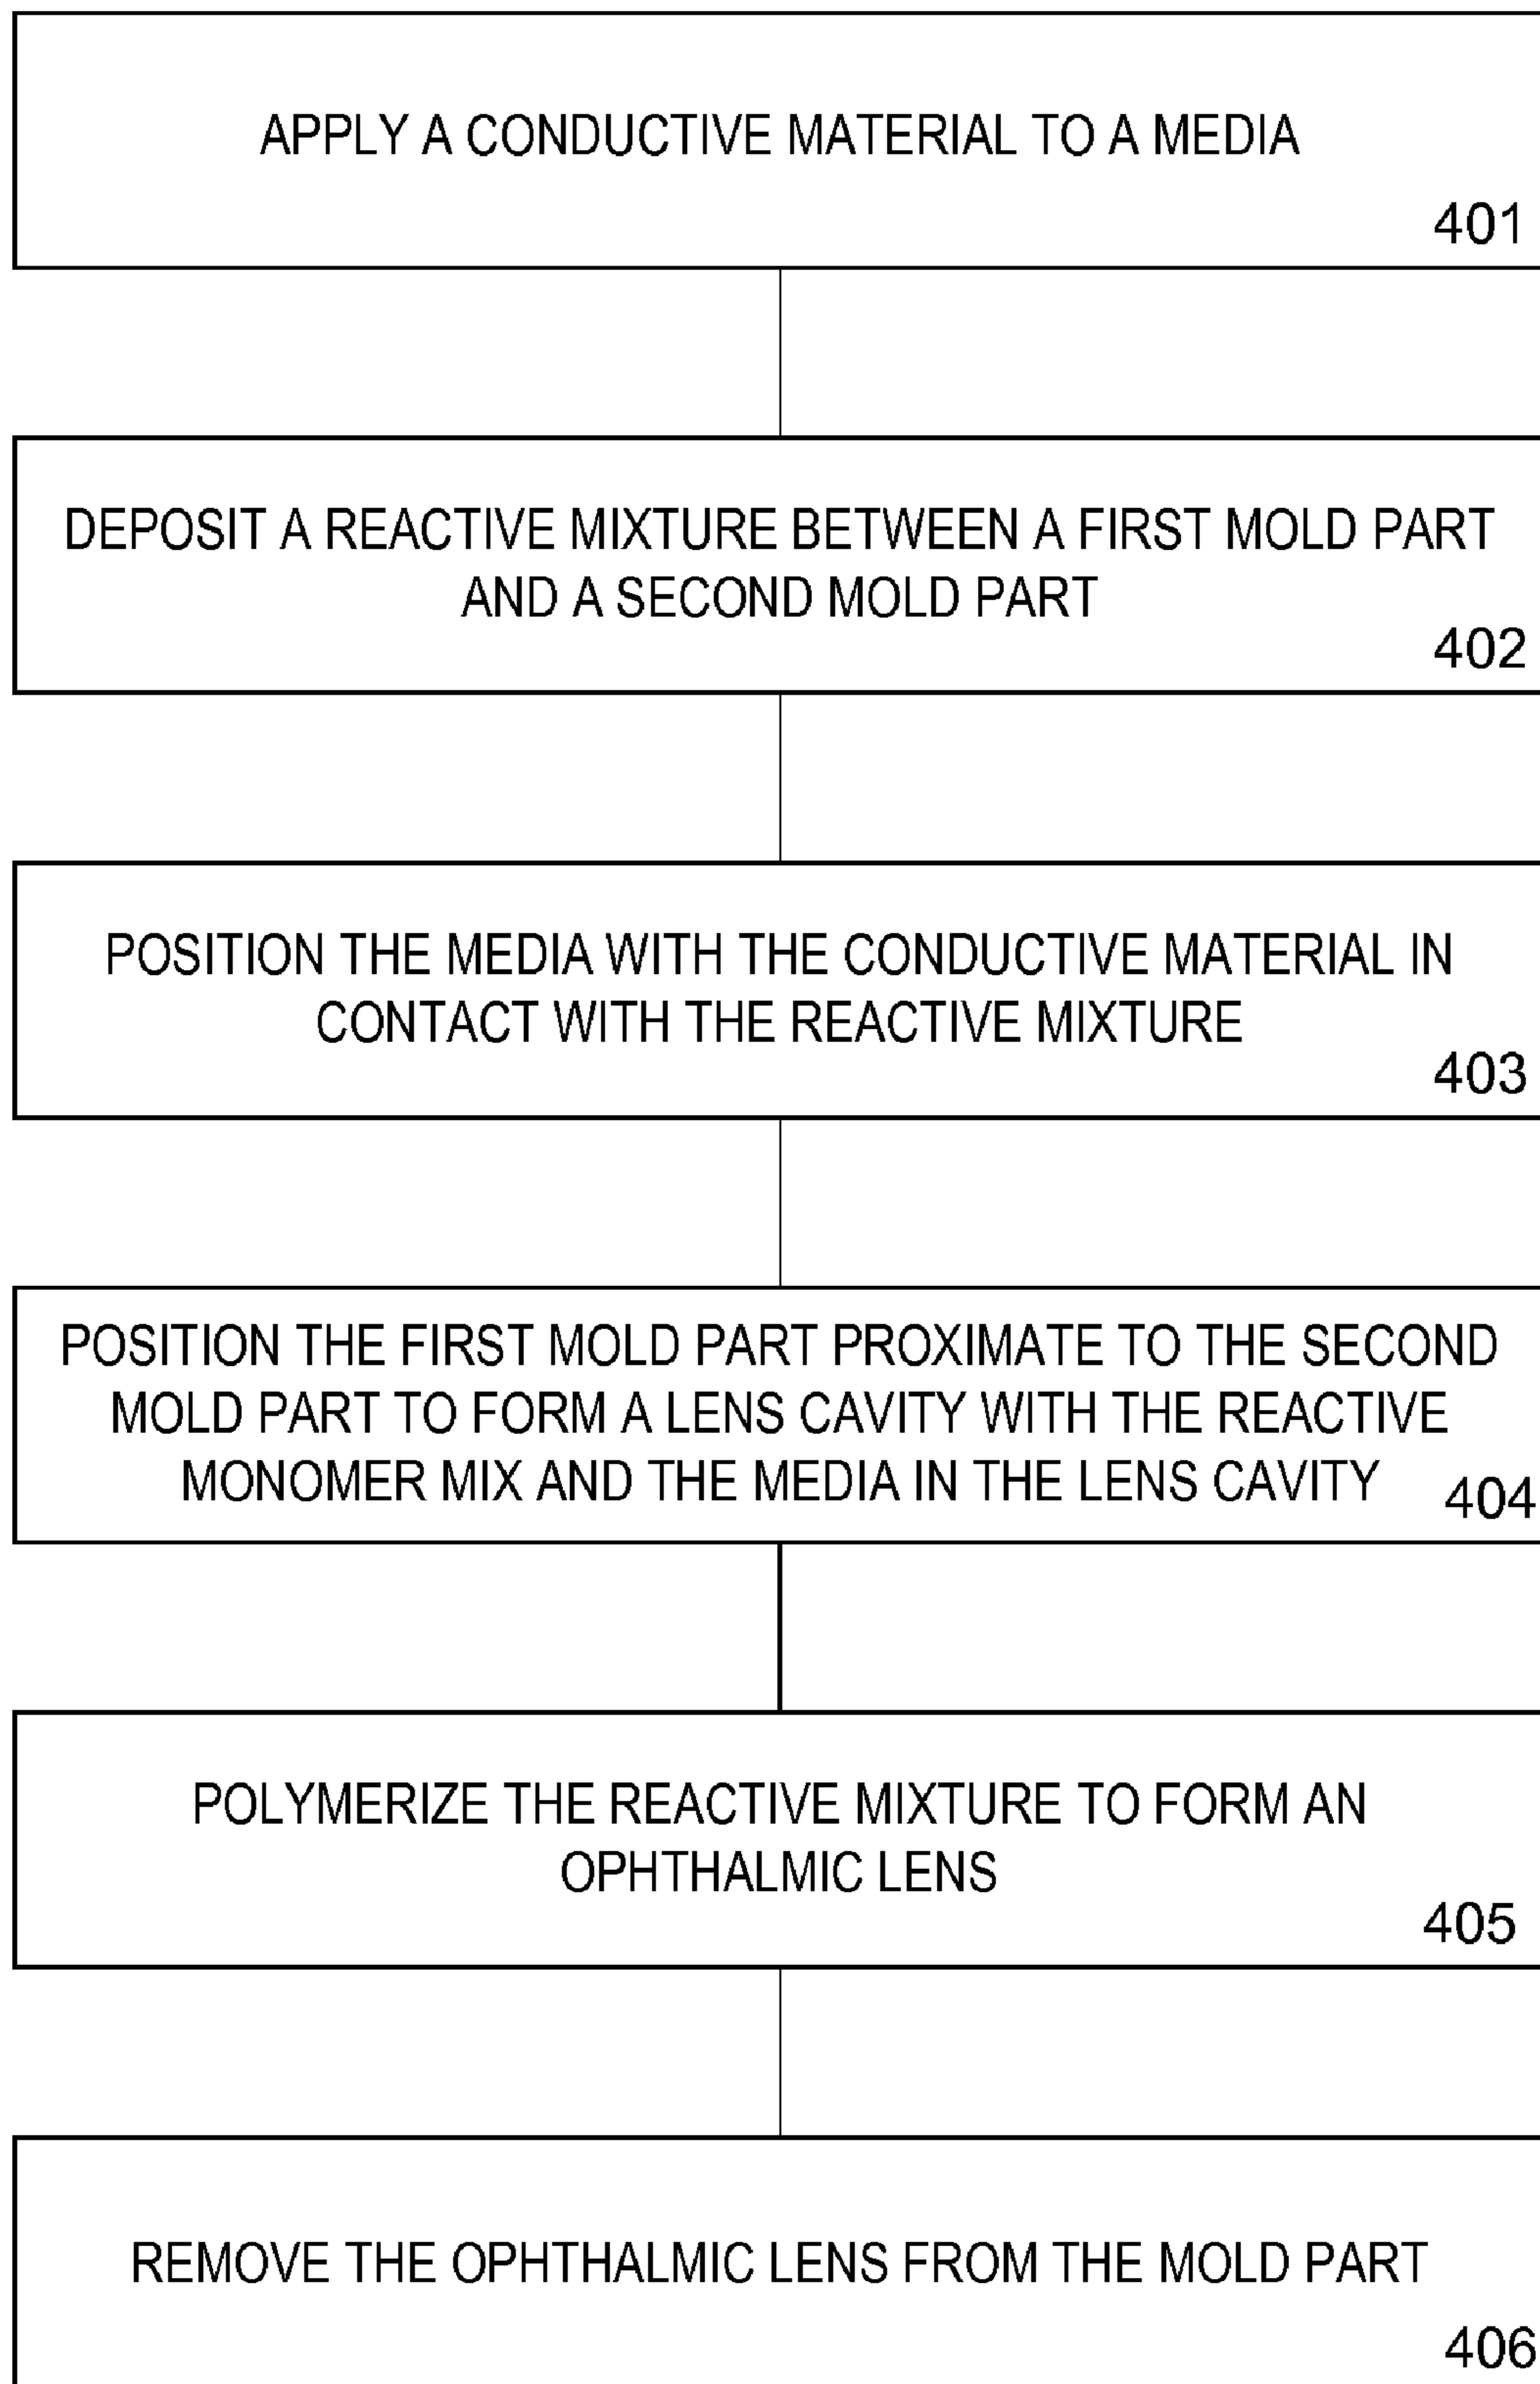 APPLY A CONDUCTIVE MATERIAL TO A MEDIA
401
DEPOSIT A REACTIVE MIXTURE BETWEEN A FIRST MOLD PART
AND A SECOND MOLD PART
402
POSITION THE MEDIA WITH THE CONDUCTIVE MATERIAL IN
CONTACT WITH THE REACTIVE MIXTURE
403
POSITION THE FIRST MOLD PART PROXIMATE TO THE SECOND
MOLD PART TO FORM A LENS CAVITY WITH THE REACTIVE
MONOMER MIX AND THE MEDIA IN THE LENS CAVITY
404
POLYMERIZE THE REACTIVE MIXTURE TO FORM AN
OPHTHALMIC LENS
405
REMOVE THE OPHTHALMIC LENS FROM THE MOLD PART
406